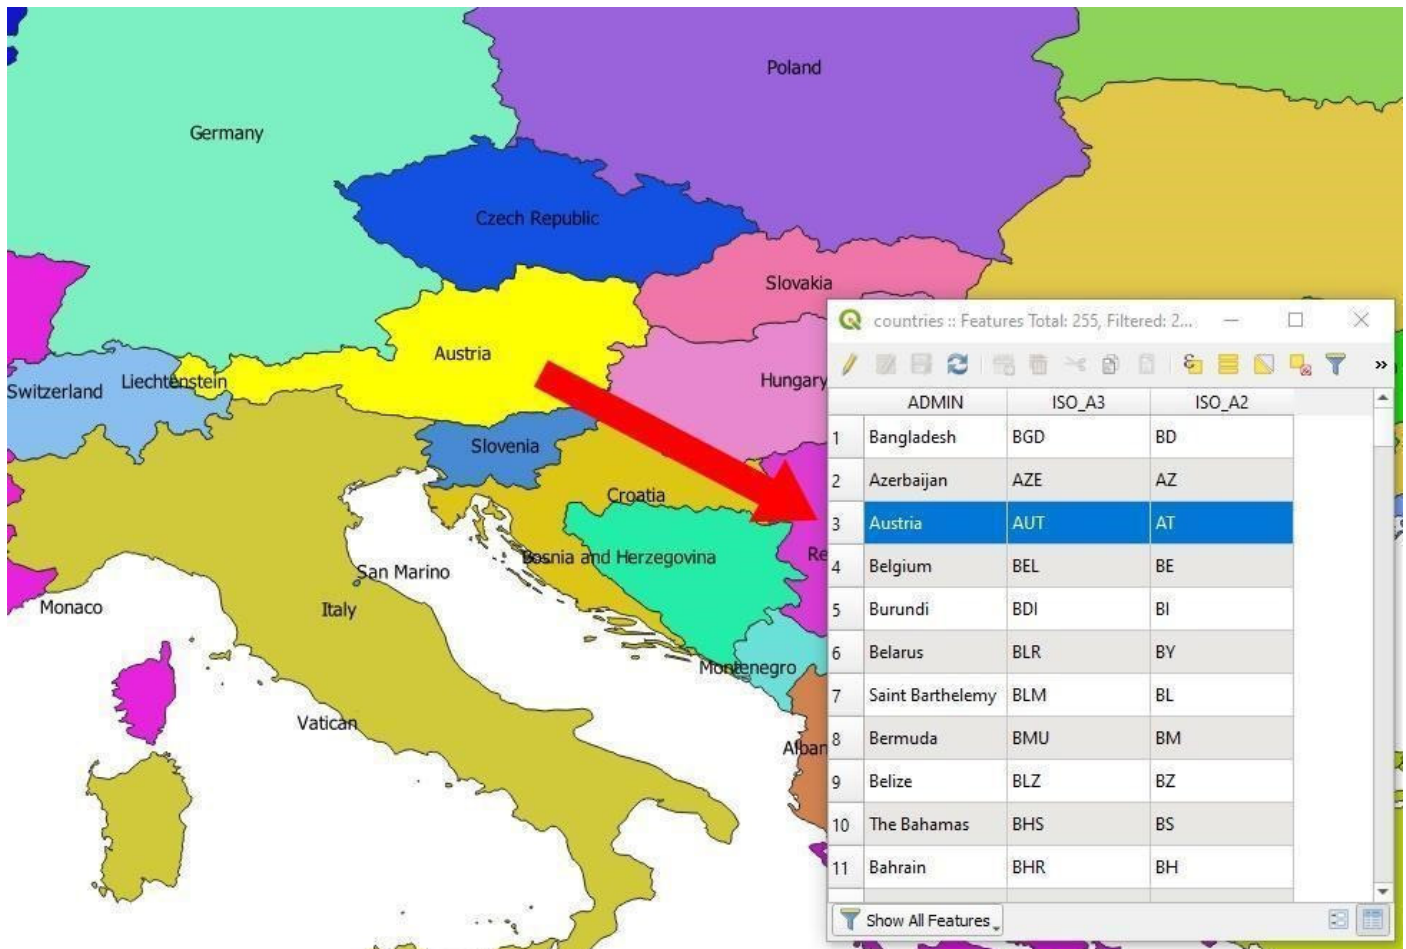 Poland
Germany
Czech Republic
Slovakia
Austria
Hungary
Switzerland
Liechtenstein
Slovenia
Croatia
Bosnia and Herzegovina
San Marino
Monaco
Italy
Montenegro
Vatican
countries :: Features Total: 255, Filtered: 2...
»
ADMIN ISO_A3 ISO_A2
1 Bangladesh BGD BD
2 Azerbaijan AZE AZ
3 Austria AUT AT
4 Belgium BEL BE
5 Burundi BDI BI
6 Belarus BLR BY
7 Saint Barthelemy BLM BL
8 Bermuda BMU BM
9 Belize BLZ BZ
10 The Bahamas BHS BS
11 Bahrain BHR BH
Show All Features